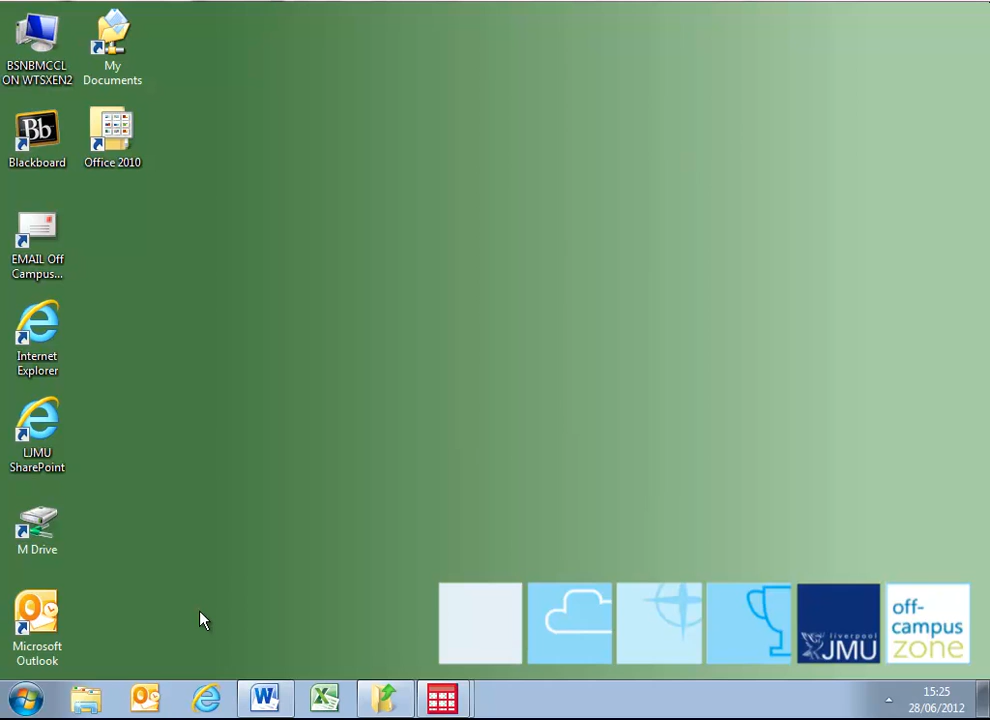 BSNBMCCL
ON WTSXEN2
My
Documents
Bb
Blackboard
Office 2010
EMAIL Off
Campus...
Internet
Explorer
LJMU
SharePoint
M Drive
Microsoft
Outlook
liverpool
JMU
off-
campus
zone
15:25
28/06/2012